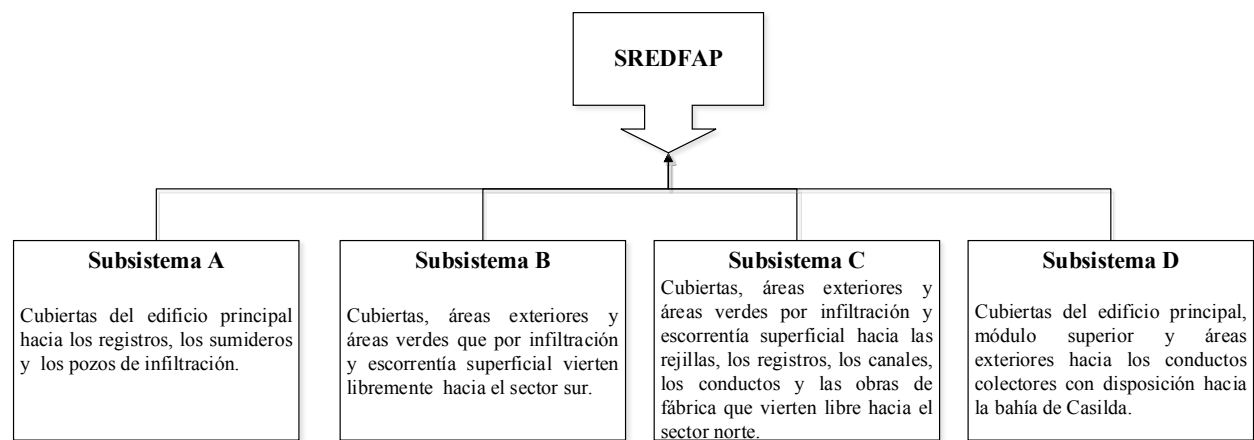 SREDFAP
Subsistema A
Cubiertas del edificio principal
hacia los registros, los sumideros
y los pozos de infiltración.
Subsistema B
Cubiertas, áreas exteriores y
áreas verdes que por infiltración
y escorrentía superficial vierten
libremente hacia el sector sur.
Subsistema C
Cubiertas, áreas exteriores y
áreas verdes por infiltración y
escorrentía superficial hacia las
rejillas, los registros, los canales,
los conductos y las obras de
fábrica que vierten libre hacia el
sector norte.
Subsistema D
Cubiertas del edificio principal,
módulo superior y áreas
exteriores hacia los conductos
colectores con disposición hacia
la bahía de Casilda.